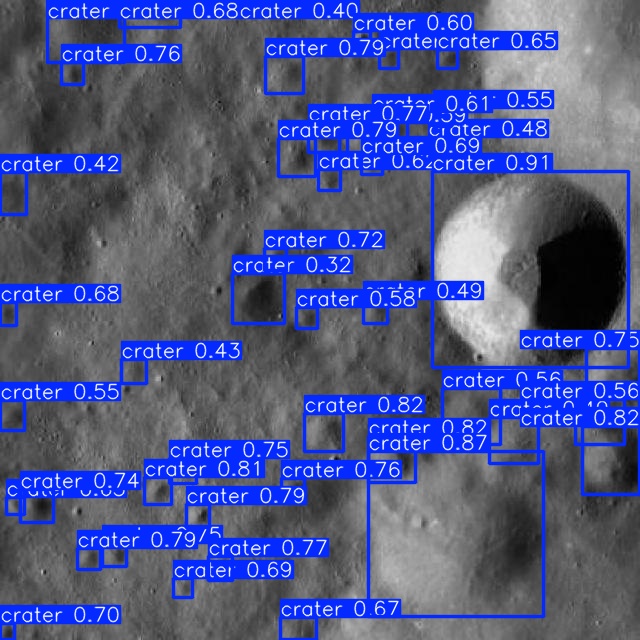 crater 0.68
crater 0.40
crater 0.60
crater 0.76
crater 0.79
crater 0.65
crater
0.61
0.55
0.77
crater 0.79
crater 0.48
crater 0.69
crater 0.42
crater 0.62
crater 0.91
crater 0.72
crater 0.32
crater 0.68
crater 0.58
0.49
crater 0.75
crater 0.43
crater 0.56
crater 0.55
crater 0.56
crater 0.82
crater 0.82
crater 0.82
crater 0.87
crater 0.75
crater 0.81
crater 0.76
crater 0.74
crater 0.79
crater 0.79
crater 0.77
crater 0.69
crater 0.70
crater 0.67